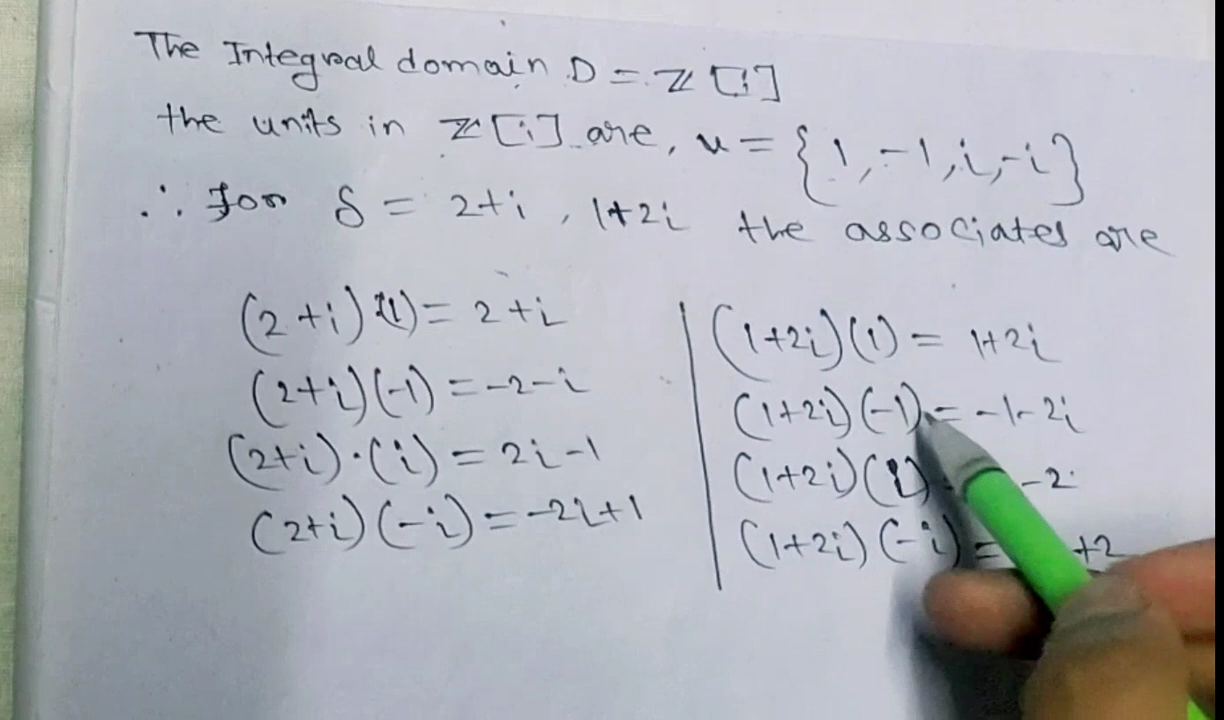 The Integral domain D = Z [i]
the units in Z [i] are, u = {1, -1, i, -i}
∴ for δ = 2+i , 1+2i the associates are
(2+i)(1) = 2+i
(2+i)(-1) = -2-i
(2+i)·(i) = 2i-1
(2+i)(-i) = -2i+1
(1+2i)(1) = 1+2i
(1+2i)(-1) = -1-2i
(1+2i)(i) -2
(1+2i)(-i) = +2